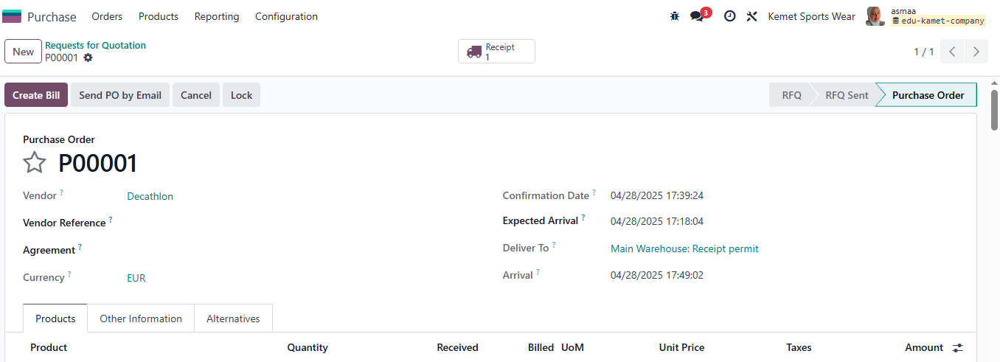 Purchase Orders Products Reporting Configuration 3 Kemet Sports Wear asmaa
edu-kamet-company
New Requests for Quotation
P00001
Receipt
1
1 / 1
Create Bill Send PO by Email Cancel Lock RFQ RFQ Sent Purchase Order
Purchase Order
P00001
Vendor ? Decathlon
Confirmation Date ? 04/28/2025 17:39:24
Vendor Reference ?
Expected Arrival ? 04/28/2025 17:18:04
Agreement ?
Deliver To ? Main Warehouse: Receipt permit
Currency ? EUR
Arrival ? 04/28/2025 17:49:02
Products Other Information Alternatives
Product Quantity Received Billed UoM Unit Price Taxes Amount